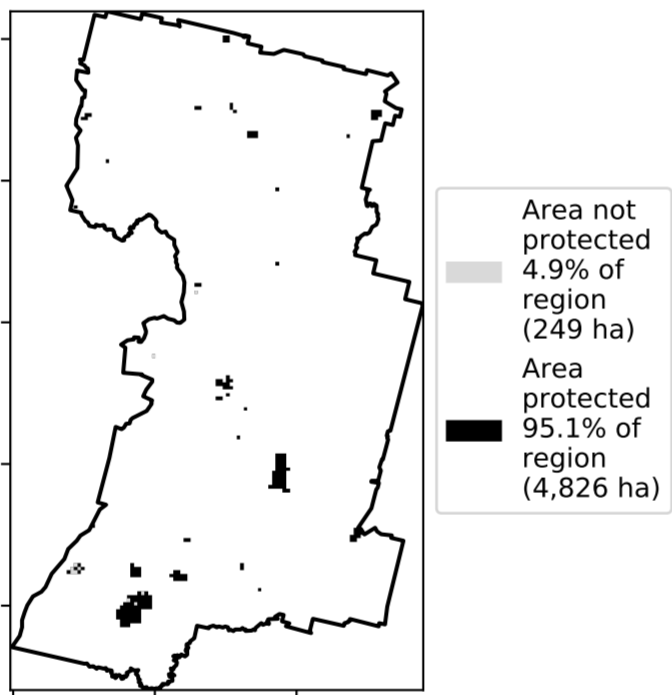 Area not
protected
4.9% of
region
(249 ha)
Area
protected
95.1% of
region
(4,826 ha)